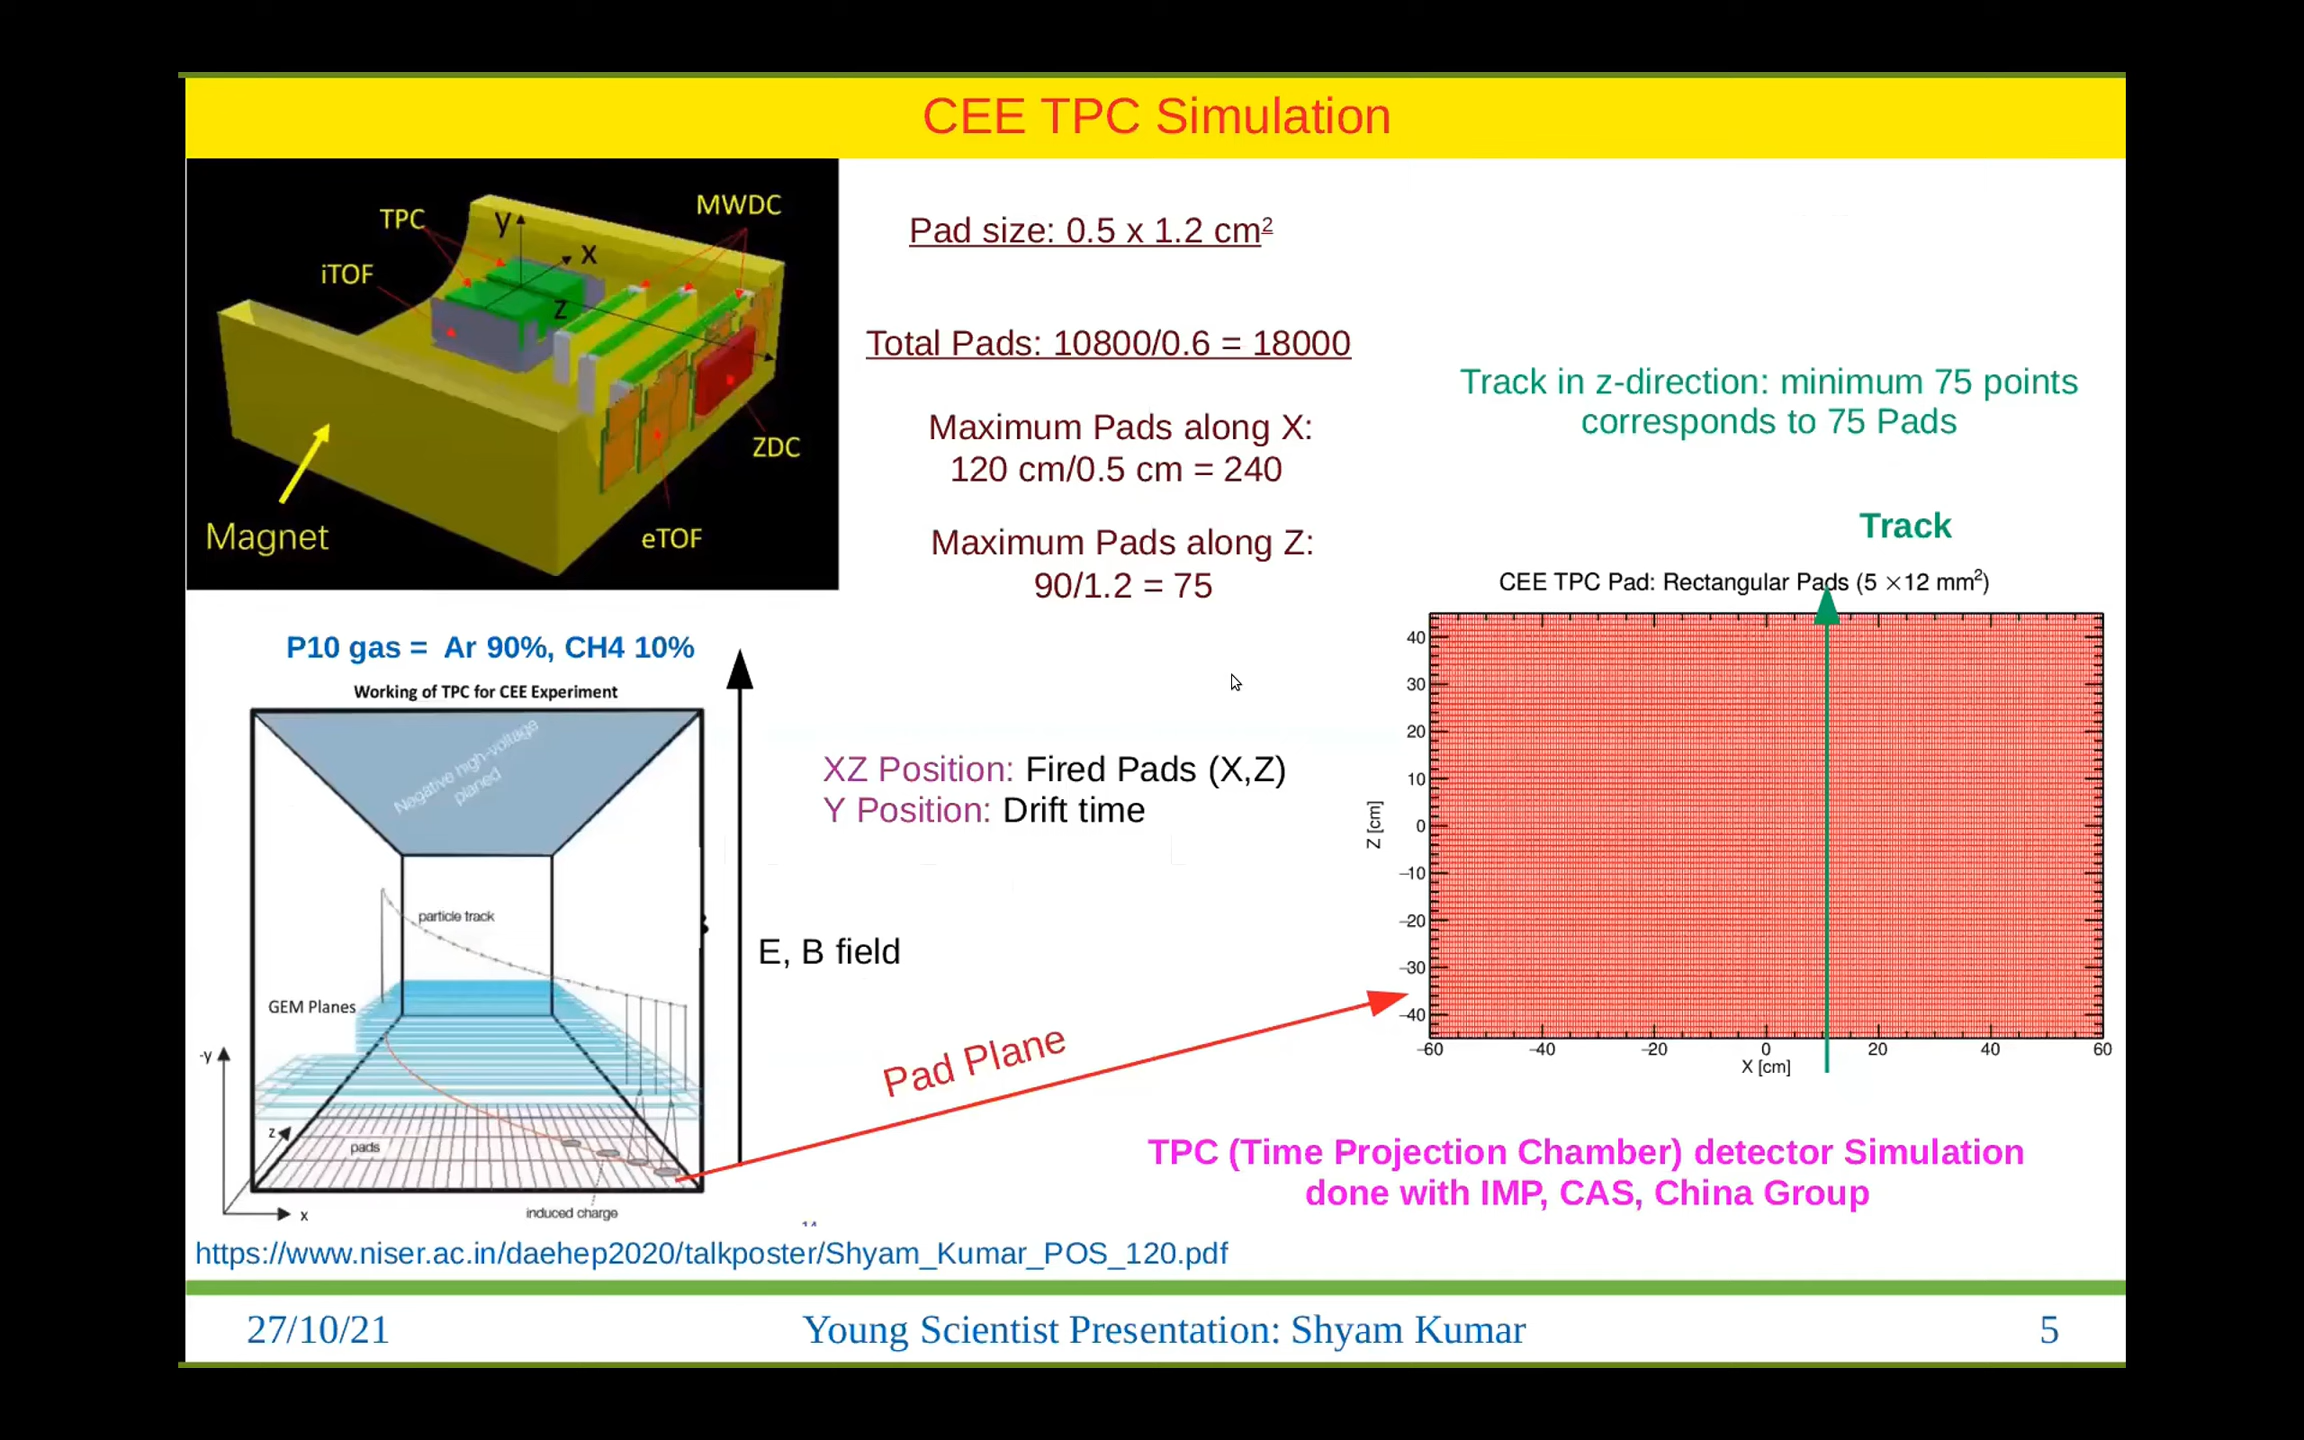 CEE TPC Simulation
TPC
y
x
MWDC
iTOF
z
ZDC
Magnet
eTOF
Pad size: 0.5 x 1.2 cm²
Total Pads: 10800/0.6 = 18000
Maximum Pads along X:
120 cm/0.5 cm = 240
Maximum Pads along Z:
90/1.2 = 75
Track in z-direction: minimum 75 points
corresponds to 75 Pads
Track
CEE TPC Pad: Rectangular Pads (5 ×12 mm²)
40
30
20
10
0
−10
−20
−30
−40
Z [cm]
−60 −40 −20 0 20 40 60
X [cm]
P10 gas = Ar 90%, CH4 10%
Working of TPC for CEE Experiment
Negative high-voltage
planed
particle track
GEM Planes
-y
z
pads
x
induced charge
E, B field
XZ Position: Fired Pads (X,Z)
Y Position: Drift time
Pad Plane
TPC (Time Projection Chamber) detector Simulation
done with IMP, CAS, China Group
https://www.niser.ac.in/daehep2020/talkposter/Shyam_Kumar_POS_120.pdf
27/10/21
Young Scientist Presentation: Shyam Kumar
5